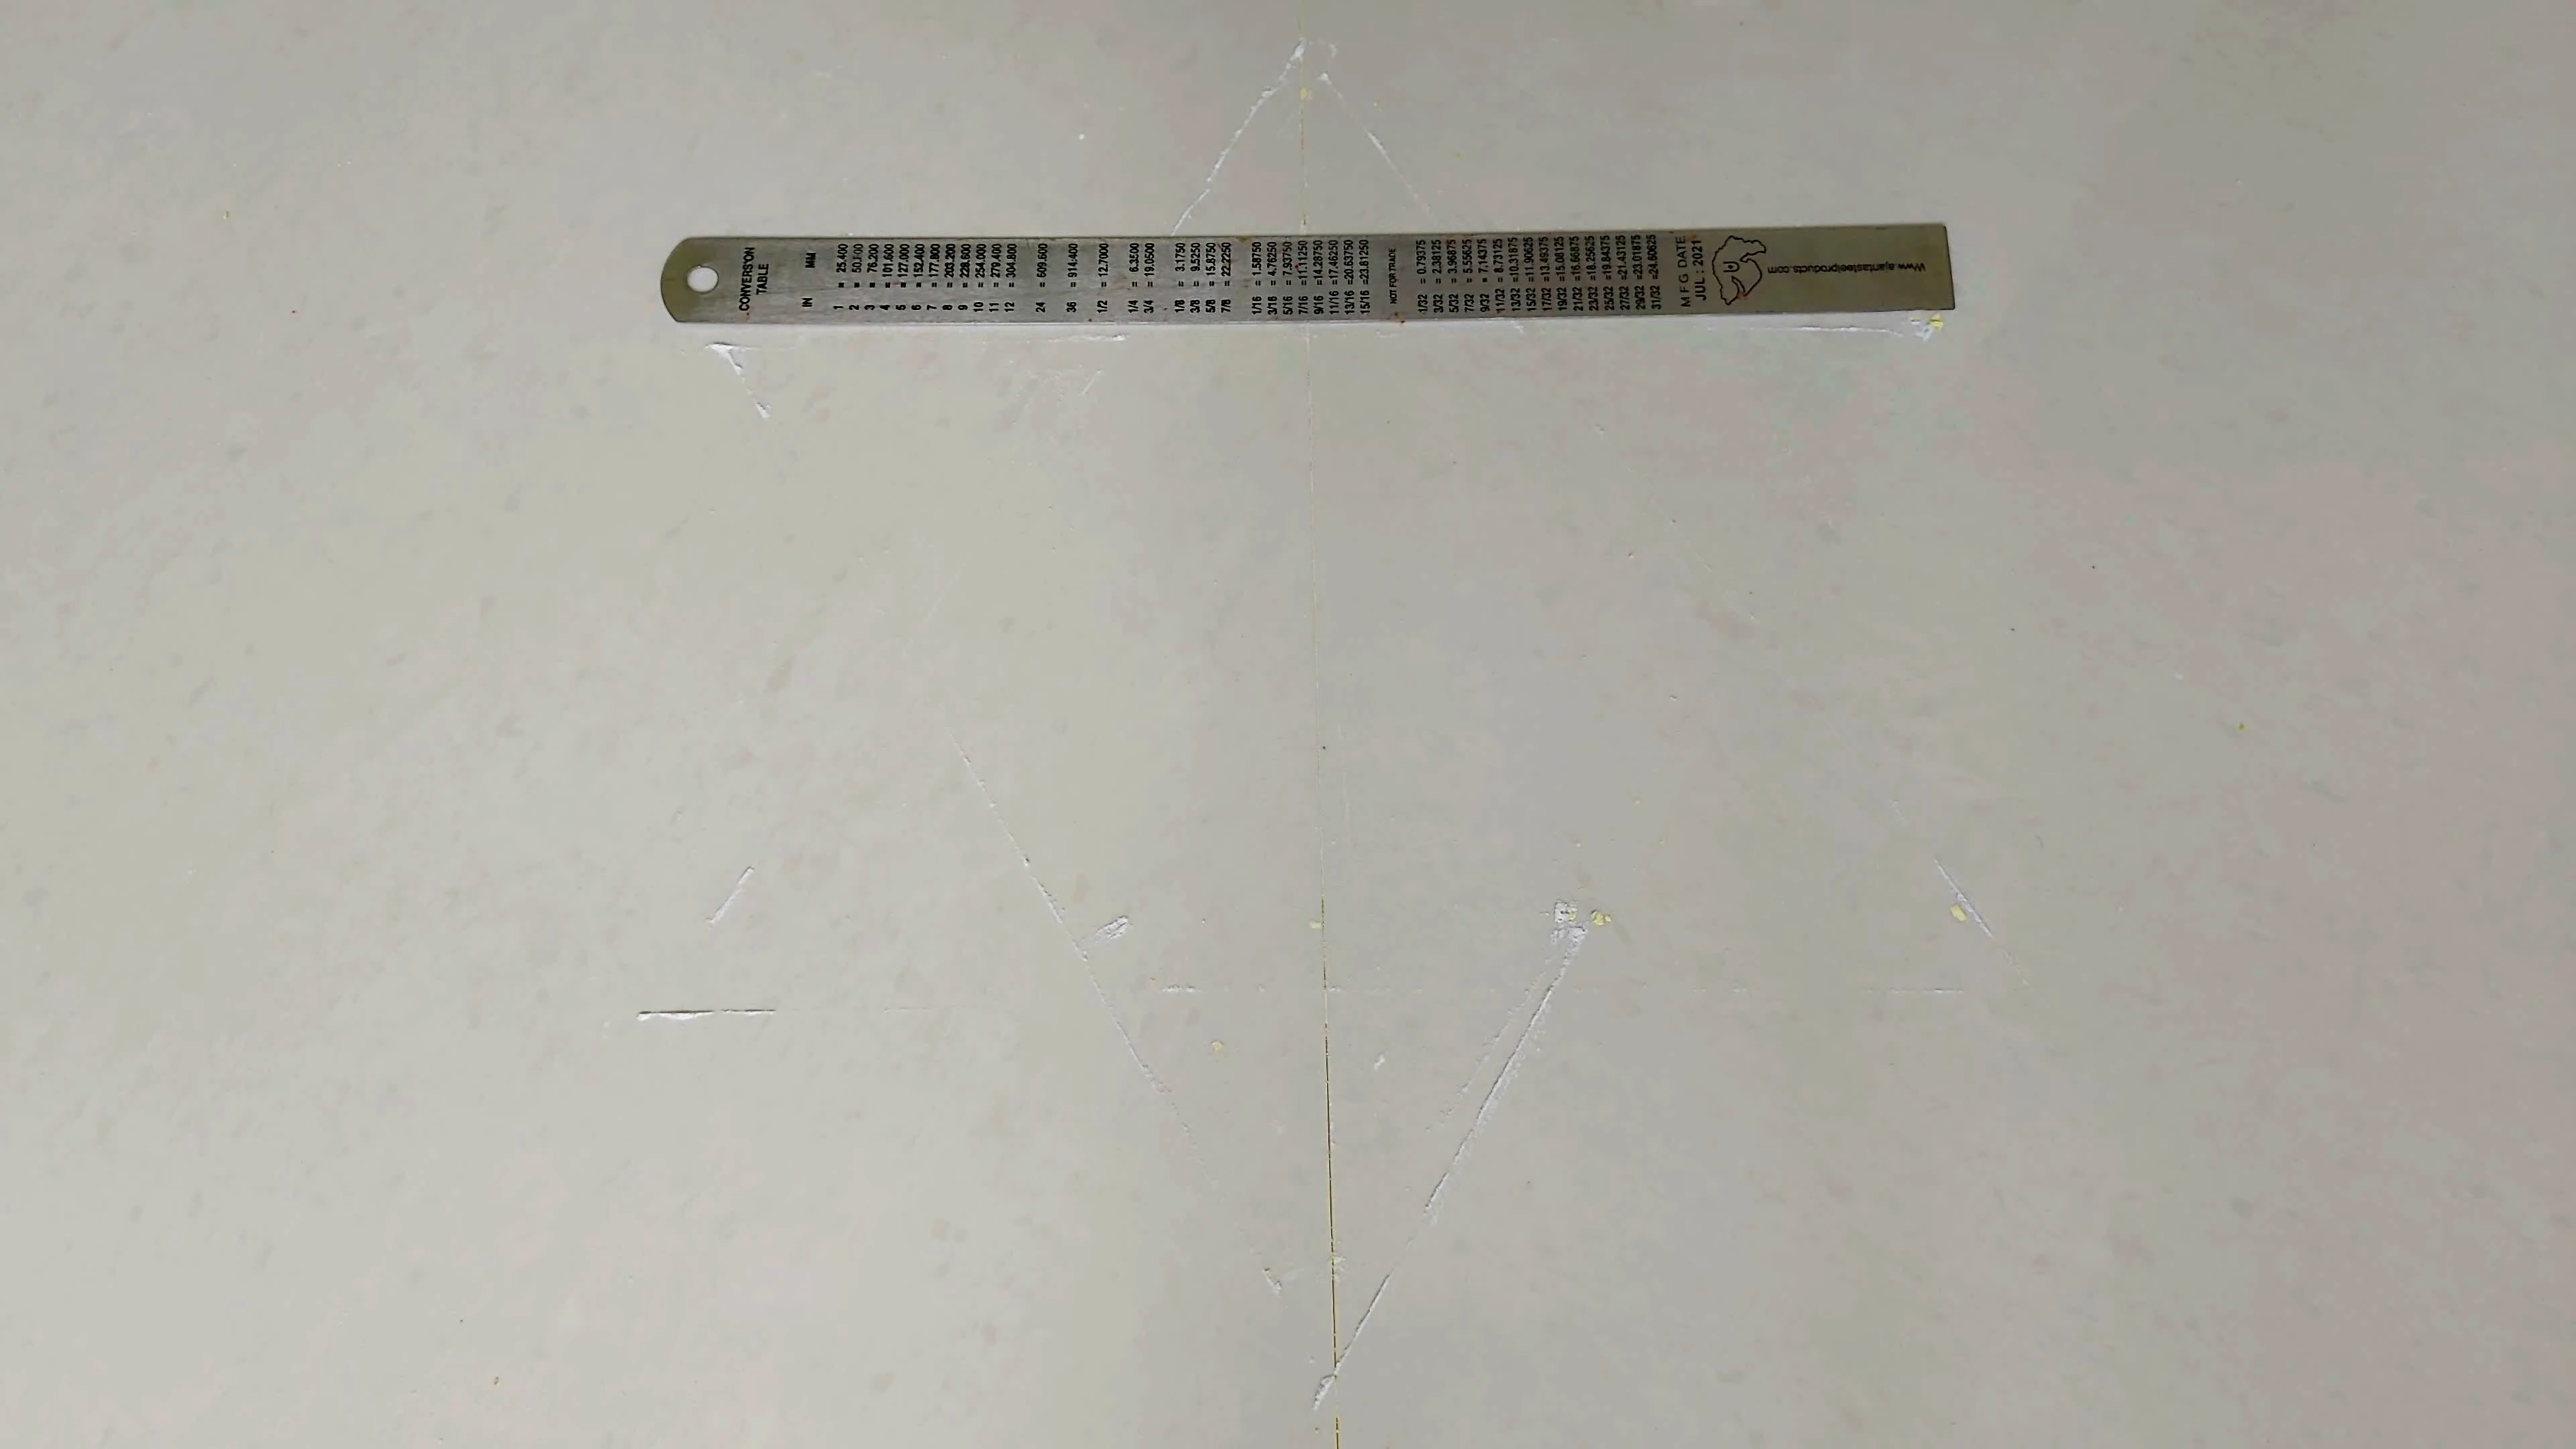 CONVERSION
TABLE
IN MM
1 = 25.400
2 = 50.800
3 = 76.200
4 = 101.600
5 = 127.000
6 = 152.400
7 = 177.800
8 = 203.200
9 = 228.600
10 = 254.000
11 = 279.400
12 = 304.800
24 = 609.600
36 = 914.400
1/2 = 12.7000
1/4 = 6.3500
3/4 = 19.0500
1/8 = 3.1750
3/8 = 9.5250
5/8 = 15.8750
7/8 = 22.2250
1/16 = 1.58750
3/16 = 4.76250
5/16 = 7.93750
7/16 = 11.11250
9/16 = 14.28750
11/16 = 17.46250
13/16 = 20.63750
15/16 = 23.81250
NOT FOR TRADE
1/32 = 0.79375
3/32 = 2.38125
5/32 = 3.96875
7/32 = 5.55625
9/32 = 7.14375
11/32 = 8.73125
13/32 = 10.31875
15/32 = 11.90625
17/32 = 13.49375
19/32 = 15.08125
21/32 = 16.66875
23/32 = 18.25625
25/32 = 19.84375
27/32 = 21.43125
29/32 = 23.01875
31/32 = 24.60625
MFG DATE
JUL : 2021
Www.ajantasteelproducts.com